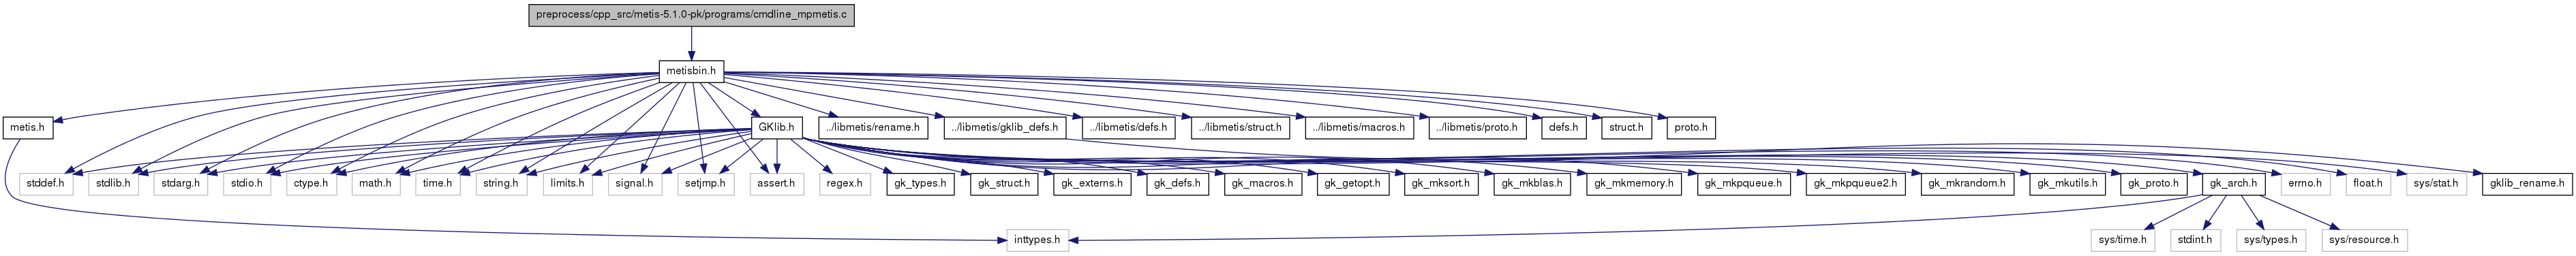 preprocess/cpp_src/metis-5.1.0-pk/programs/cmdline_mpmetis.c
metisbin.h
metis.h
GKlib.h
../libmetis/rename.h
../libmetis/gklib_defs.h
../libmetis/defs.h
../libmetis/struct.h
../libmetis/macros.h
../libmetis/proto.h
defs.h
struct.h
proto.h
stddef.h
stdlib.h
stdarg.h
stdio.h
ctype.h
math.h
time.h
string.h
limits.h
signal.h
setjmp.h
assert.h
regex.h
gk_types.h
gk_struct.h
gk_externs.h
gk_defs.h
gk_macros.h
gk_getopt.h
gk_mksort.h
gk_mkblas.h
gk_mkmemory.h
gk_mkpqueue.h
gk_mkpqueue2.h
gk_mkrandom.h
gk_mkutils.h
gk_proto.h
gk_arch.h
errno.h
float.h
sys/stat.h
gklib_rename.h
inttypes.h
sys/time.h
stdint.h
sys/types.h
sys/resource.h